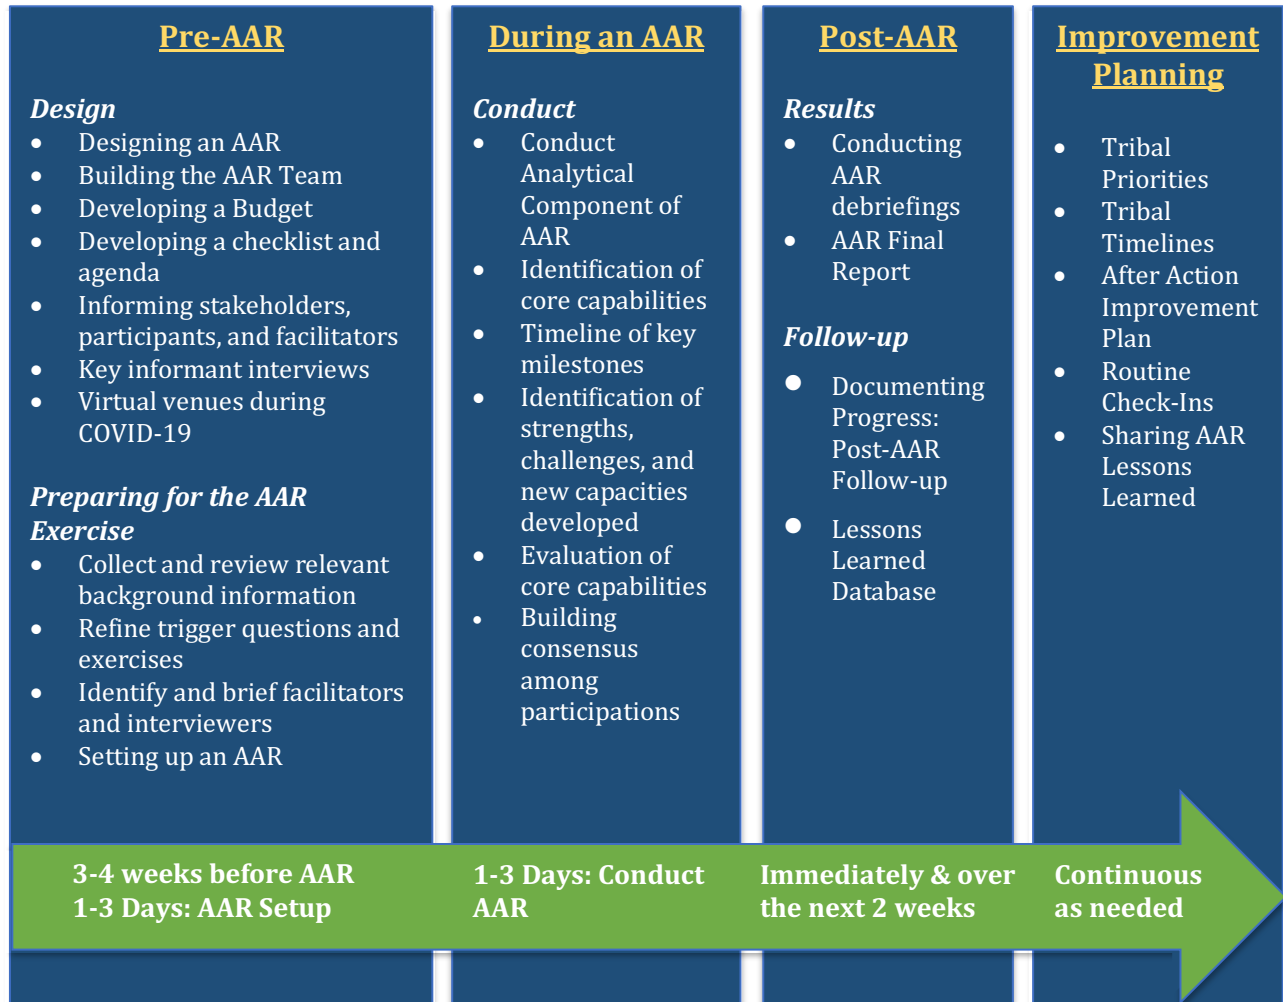 Pre-AAR
Design
• Designing an AAR
• Building the AAR Team
• Developing a Budget
• Developing a checklist and
agenda
• Informing stakeholders,
participants, and facilitators
• Key informant interviews
• Virtual venues during
COVID-19
Preparing for the AAR
Exercise
• Collect and review relevant
background information
• Refine trigger questions and
exercises
• Identify and brief facilitators
and interviewers
• Setting up an AAR
3-4 weeks before AAR
1-3 Days: AAR Setup
During an AAR
Conduct
• Conduct
Analytical
Component of
AAR
• Identification of
core capabilities
• Timeline of key
milestones
• Identification of
strengths,
challenges, and
new capacities
developed
• Evaluation of
core capabilities
• Building
consensus
among
participations
1-3 Days: Conduct
AAR
Post-AAR
Results
• Conducting
AAR
debriefings
• AAR Final
Report
Follow-up
• Documenting
Progress:
Post-AAR
Follow-up
• Lessons
Learned
Database
Immediately & over
the next 2 weeks
Improvement
Planning
• Tribal
Priorities
• Tribal
Timelines
• After Action
Improvement
Plan
• Routine
Check-Ins
• Sharing AAR
Lessons
Learned
Continuous
as needed